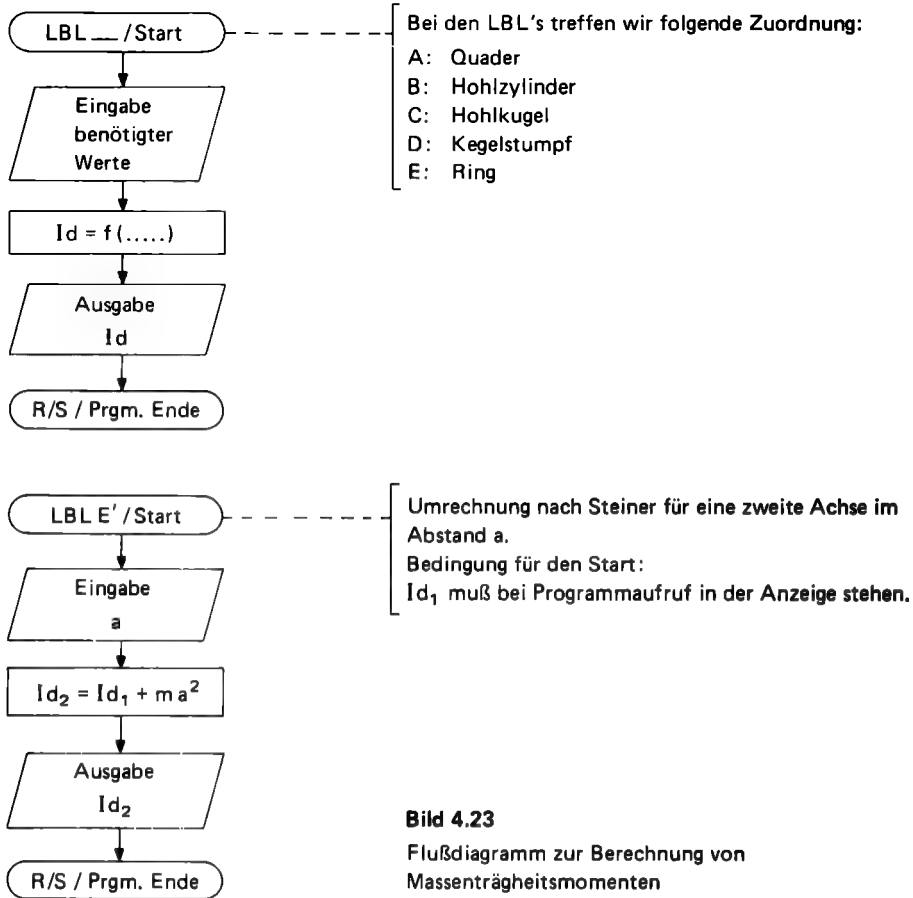 LBL __ / Start
Bei den LBL's treffen wir folgende Zuordnung:
A: Quader
B: Hohlzylinder
C: Hohlkugel
D: Kegelstumpf
E: Ring
Eingabe
benötigter
Werte
Id = f (.....)
Ausgabe
Id
R/S / Prgm. Ende
LBL E' / Start
Umrechnung nach Steiner für eine zweite Achse im
Abstand a.
Bedingung für den Start:
Id₁ muß bei Programmaufruf in der Anzeige stehen.
Eingabe
a
Id₂ = Id₁ + m a²
Ausgabe
Id₂
R/S / Prgm. Ende
Bild 4.23
Flußdiagramm zur Berechnung von
Massenträgheitsmomenten